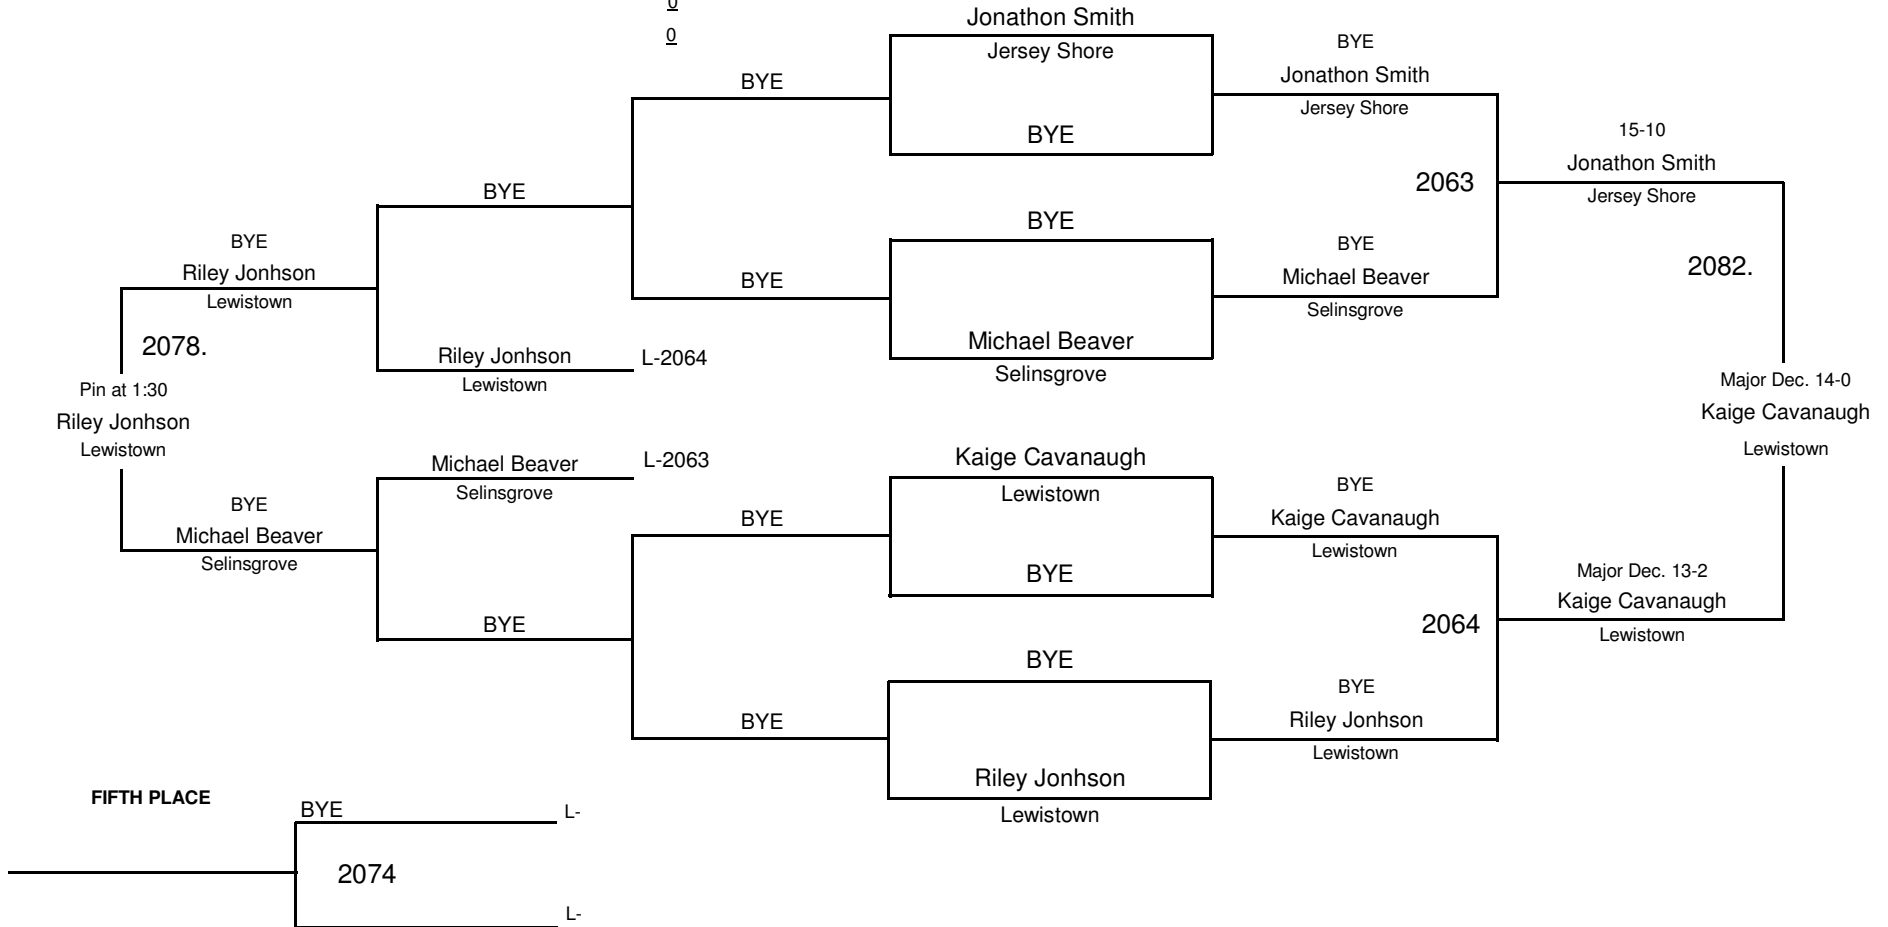 0
0
Jonathon Smith
Jersey Shore
BYE
BYE
Jonathon Smith
Jersey Shore
BYE
15-10
Jonathon Smith
Jersey Shore
2063
BYE
BYE
BYE
Michael Beaver
Selinsgrove
2082.
BYE
Riley Jonhson
Lewistown
BYE
Michael Beaver
Selinsgrove
2078.
Riley Jonhson
Lewistown
L-2064
Pin at 1:30
Riley Jonhson
Lewistown
Major Dec. 14-0
Kaige Cavanaugh
Lewistown
Michael Beaver
Selinsgrove
L-2063
Kaige Cavanaugh
Lewistown
BYE
Kaige Cavanaugh
Lewistown
BYE
Michael Beaver
Selinsgrove
BYE
BYE
Major Dec. 13-2
Kaige Cavanaugh
Lewistown
BYE
2064
BYE
BYE
Riley Jonhson
Lewistown
BYE
Riley Jonhson
Lewistown
FIFTH PLACE
BYE
L-
2074
L-